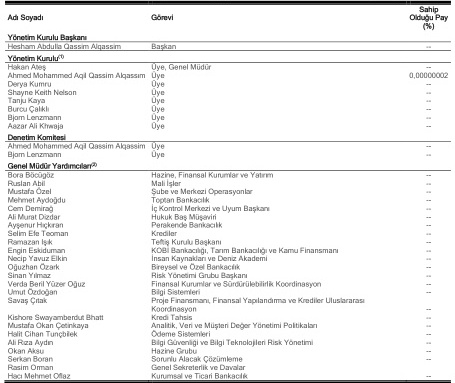 Adı Soyadı Görevi Sahip Olduğu Pay (%)
Yönetim Kurulu Başkanı
Hesham Abdulla Qassim Alqassim Başkan --
Yönetim Kurulu(1)
Hakan Ateş Üye, Genel Müdür --
Ahmed Mohammed Aqil Qassim Alqassim Üye 0,00000002
Derya Kumru Üye --
Shayne Keith Nelson Üye --
Tanju Kaya Üye --
Burcu Çalıklı Üye --
Bjorn Lenzmann Üye --
Aazar Ali Khwaja Üye --
Denetim Komitesi
Ahmed Mohammed Aqil Qassim Alqassim Üye --
Bjorn Lenzmann Üye --
Genel Müdür Yardımcıları(2)
Bora Böcügöz Hazine, Finansal Kurumlar ve Yatırım --
Ruslan Abil Mali İşler --
Mustafa Özel Şube ve Merkezi Operasyonlar --
Mehmet Aydoğdu Toptan Bankacılık --
Cem Demirağ İç Kontrol Merkezi ve Uyum Başkanı --
Ali Murat Dizdar Hukuk Baş Müşaviri --
Ayşenur Hıçkıran Perakende Bankacılık --
Selim Efe Teoman Krediler --
Ramazan Işık Teftiş Kurulu Başkanı --
Engin Eskiduman KOBİ Bankacılığı, Tarım Bankacılığı ve Kamu Finansmanı --
Necip Yavuz Elkin İnsan Kaynakları ve Deniz Akademi --
Oğuzhan Özark Bireysel ve Özel Bankacılık --
Sinan Yılmaz Risk Yönetimi Grubu Başkanı --
Verda Beril Yüzer Oğuz Finansal Kurumlar ve Sürdürülebilirlik Koordinasyon --
Umut Özdoğan Bilgi Sistemleri --
Savaş Çıtak Proje Finansmanı, Finansal Yapılandırma ve Krediler Uluslararası
Koordinasyon --
Kishore Swayamberdut Bhatt Kredi Tahsis --
Mustafa Okan Çetinkaya Analitik, Veri ve Müşteri Değer Yönetimi Politikaları --
Halit Cihan Tunçbilek Ödeme Sistemleri --
Ali Rıza Aydın Bilgi Güvenliği ve Bilgi Teknolojileri Risk Yönetimi --
Okan Aksu Hazine Grubu --
Serkan Boran Sorunlu Alacak Çözümleme --
Rasim Orman Genel Sekreterlik ve Davalar
Hacı Mehmet Oflaz Kurumsal ve Ticari Bankacılık --